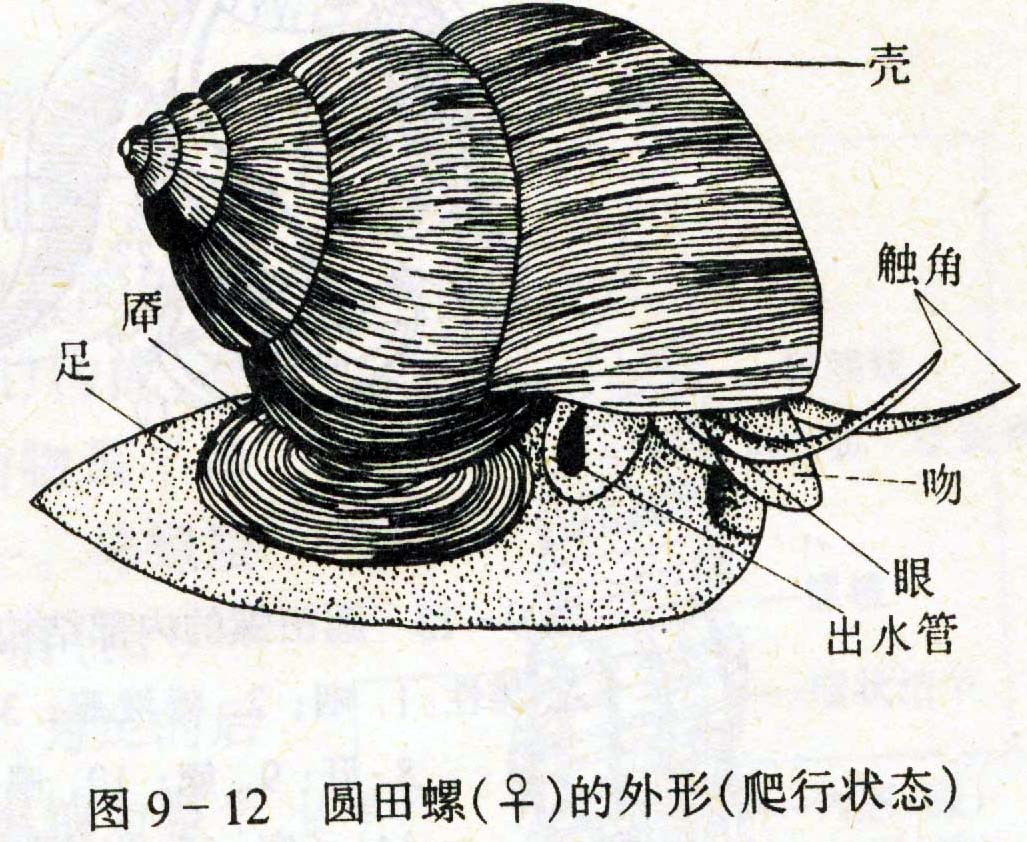 壳
触角
厣
足
吻
眼
出水管
图 9-12 圆田螺(♀)的外形(爬行状态)